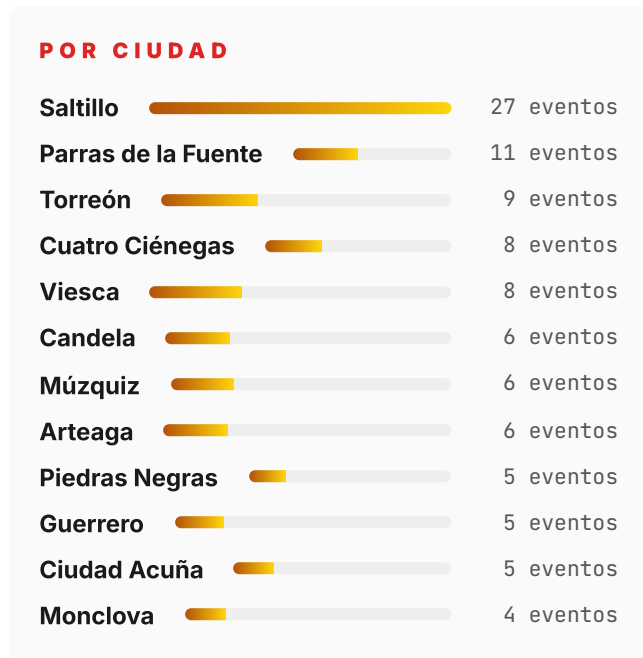 POR CIUDAD
Saltillo 27 eventos
Parras de la Fuente 11 eventos
Torreón 9 eventos
Cuatro Ciénegas 8 eventos
Viesca 8 eventos
Candela 6 eventos
Múzquiz 6 eventos
Arteaga 6 eventos
Piedras Negras 5 eventos
Guerrero 5 eventos
Ciudad Acuña 5 eventos
Monclova 4 eventos